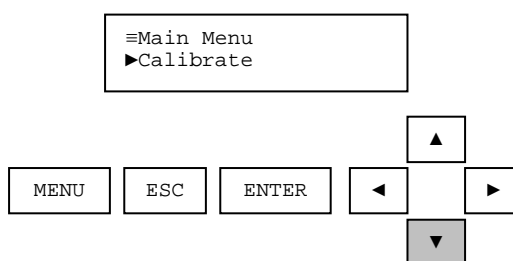 ≡Main Menu
►Calibrate
▲
MENU ESC ENTER ◄ ►
▼